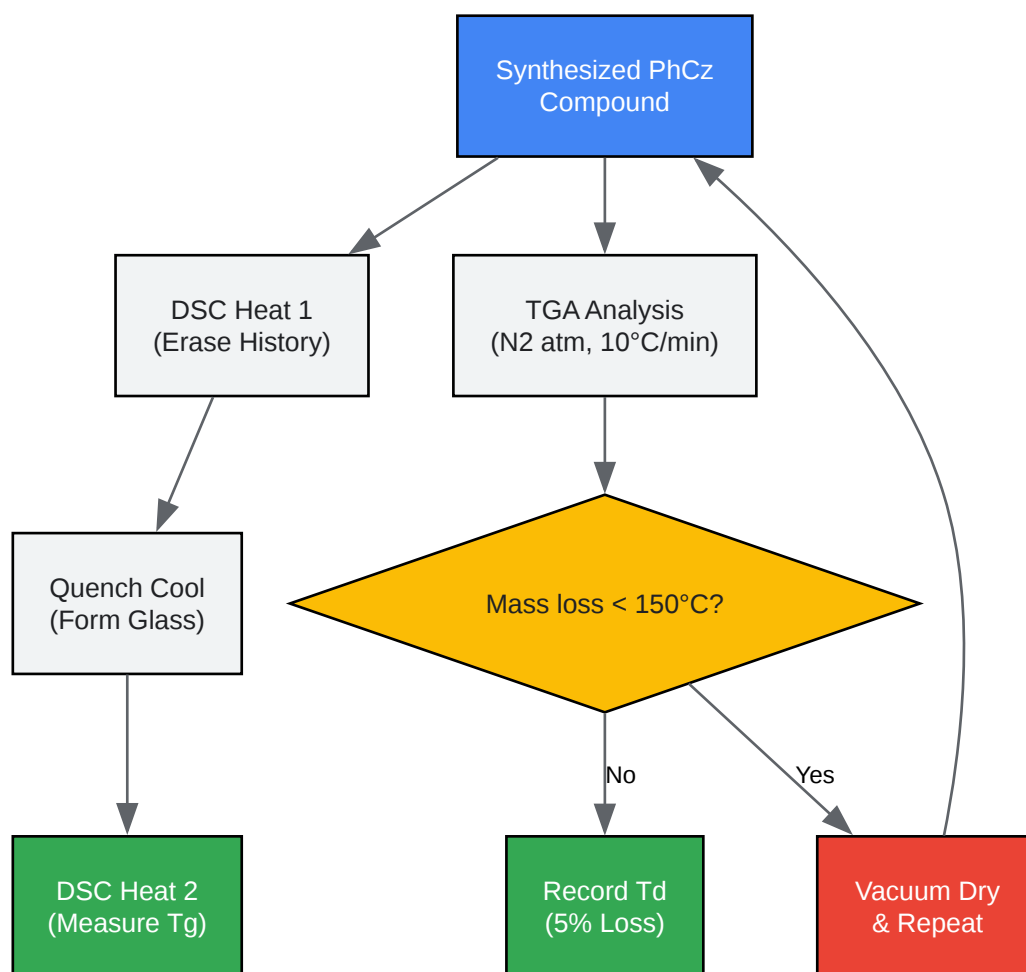 Synthesized PhCz
Compound
DSC Heat 1
(Erase History)
TGA Analysis
(N2 atm, 10°C/min)
Quench Cool
(Form Glass)
Mass loss < 150°C?
No
Yes
DSC Heat 2
(Measure Tg)
Record Td
(5% Loss)
Vacuum Dry
& Repeat